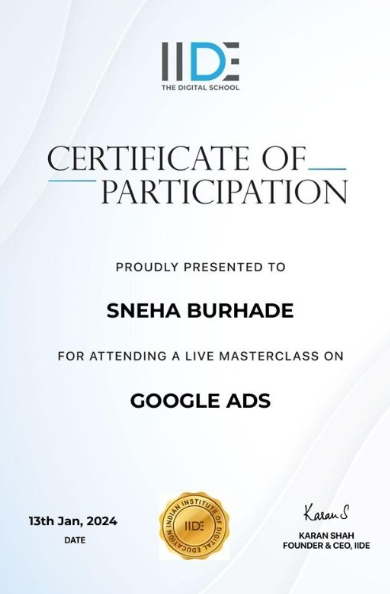 IIDE
THE DIGITAL SCHOOL
CERTIFICATE OF
PARTICIPATION
PROUDLY PRESENTED TO
SNEHA BURHADE
FOR ATTENDING A LIVE MASTERCLASS ON
GOOGLE ADS
13th Jan, 2024
DATE
INDIAN INSTITUTE OF DIGITAL EDUCATION
IIDE
Karan S
KARAN SHAH
FOUNDER & CEO, IIDE